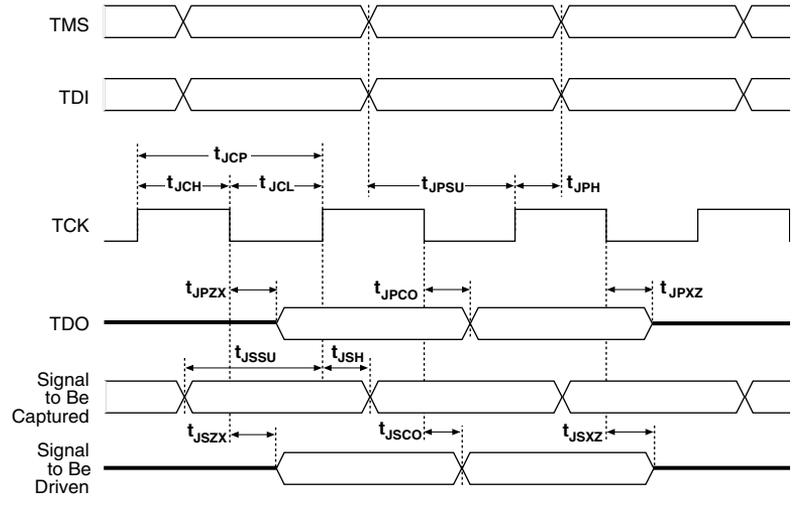 TMS
TDI
tJCP
tJCH tJCL tJPSU tJPH
TCK
tJPZX tJPCO tJPXZ
TDO
tJSSU tJSH
Signal
to Be
Captured
tJSZX tJSCO tJSXZ
Signal
to Be
Driven